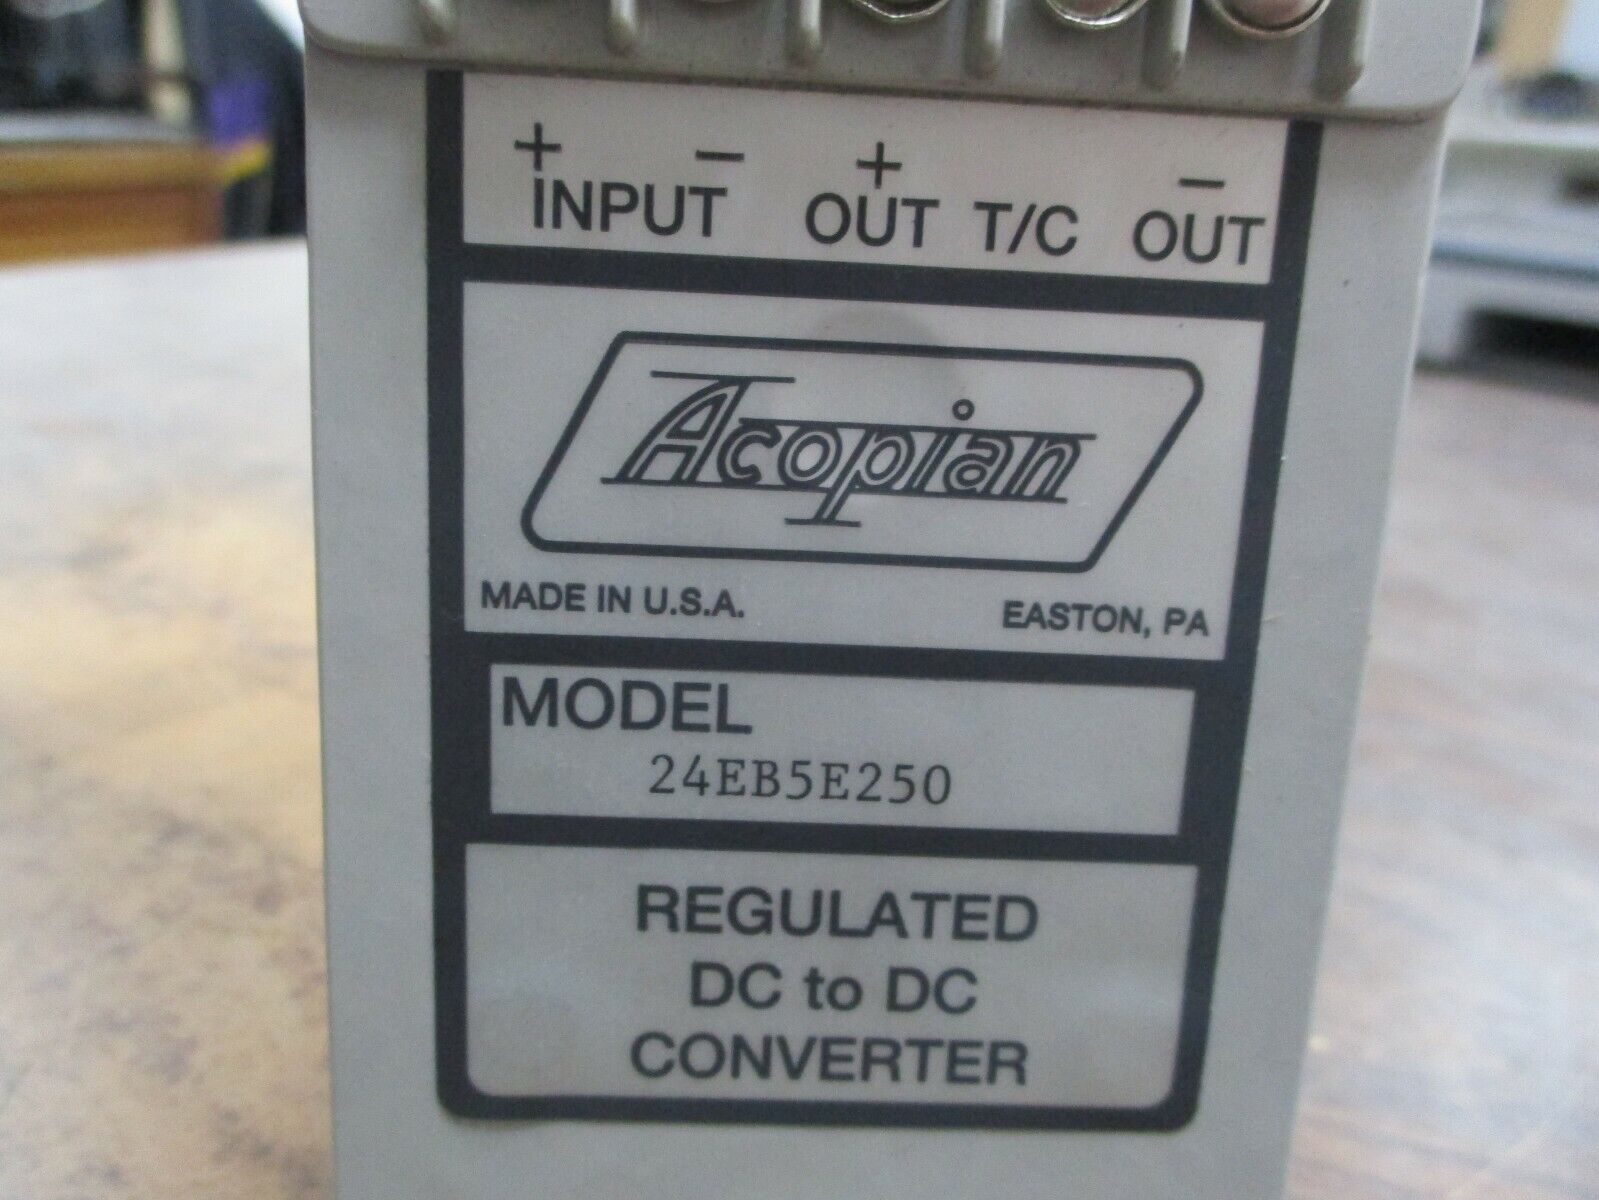 + − + −
INPUT OUT T/C OUT
Acopian
MADE IN U.S.A. EASTON, PA
MODEL
24EB5E250
REGULATED
DC to DC
CONVERTER